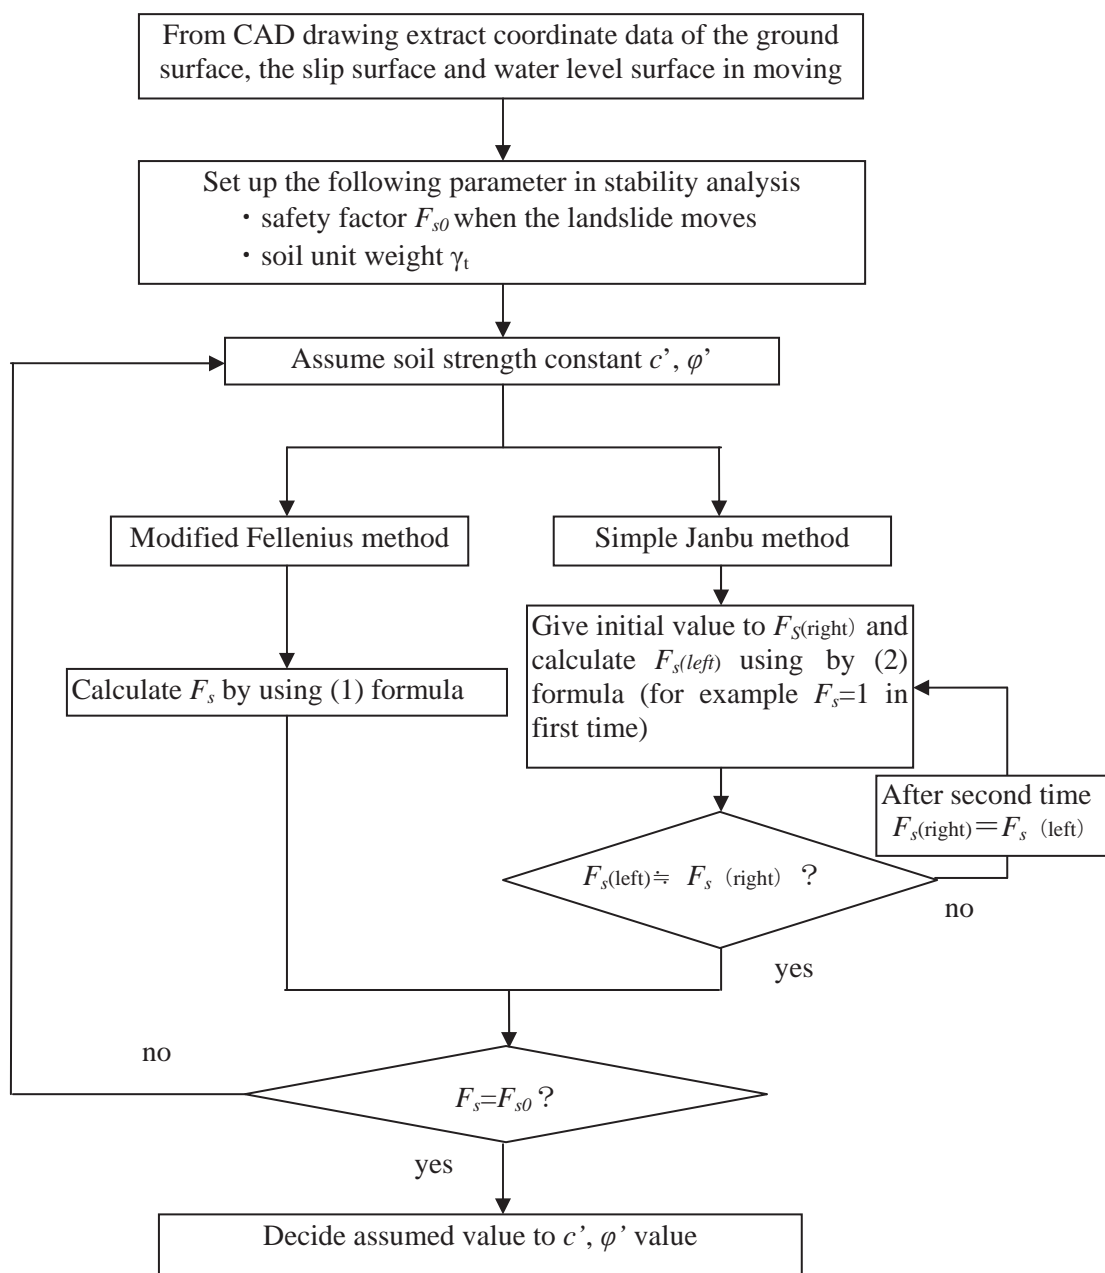 From CAD drawing extract coordinate data of the ground
surface, the slip surface and water level surface in moving
Set up the following parameter in stability analysis
・safety factor Fs0 when the landslide moves
・soil unit weight γt
Assume soil strength constant c’, φ’
Modified Fellenius method
Simple Janbu method
Calculate Fs by using (1) formula
Give initial value to FS(right) and
calculate Fs(left) using by (2)
formula (for example Fs=1 in
first time)
After second time
Fs(right)＝Fs (left)
Fs(left)≒ Fs (right) ？
no
yes
no
Fs=Fs0？
yes
Decide assumed value to c’, φ’ value